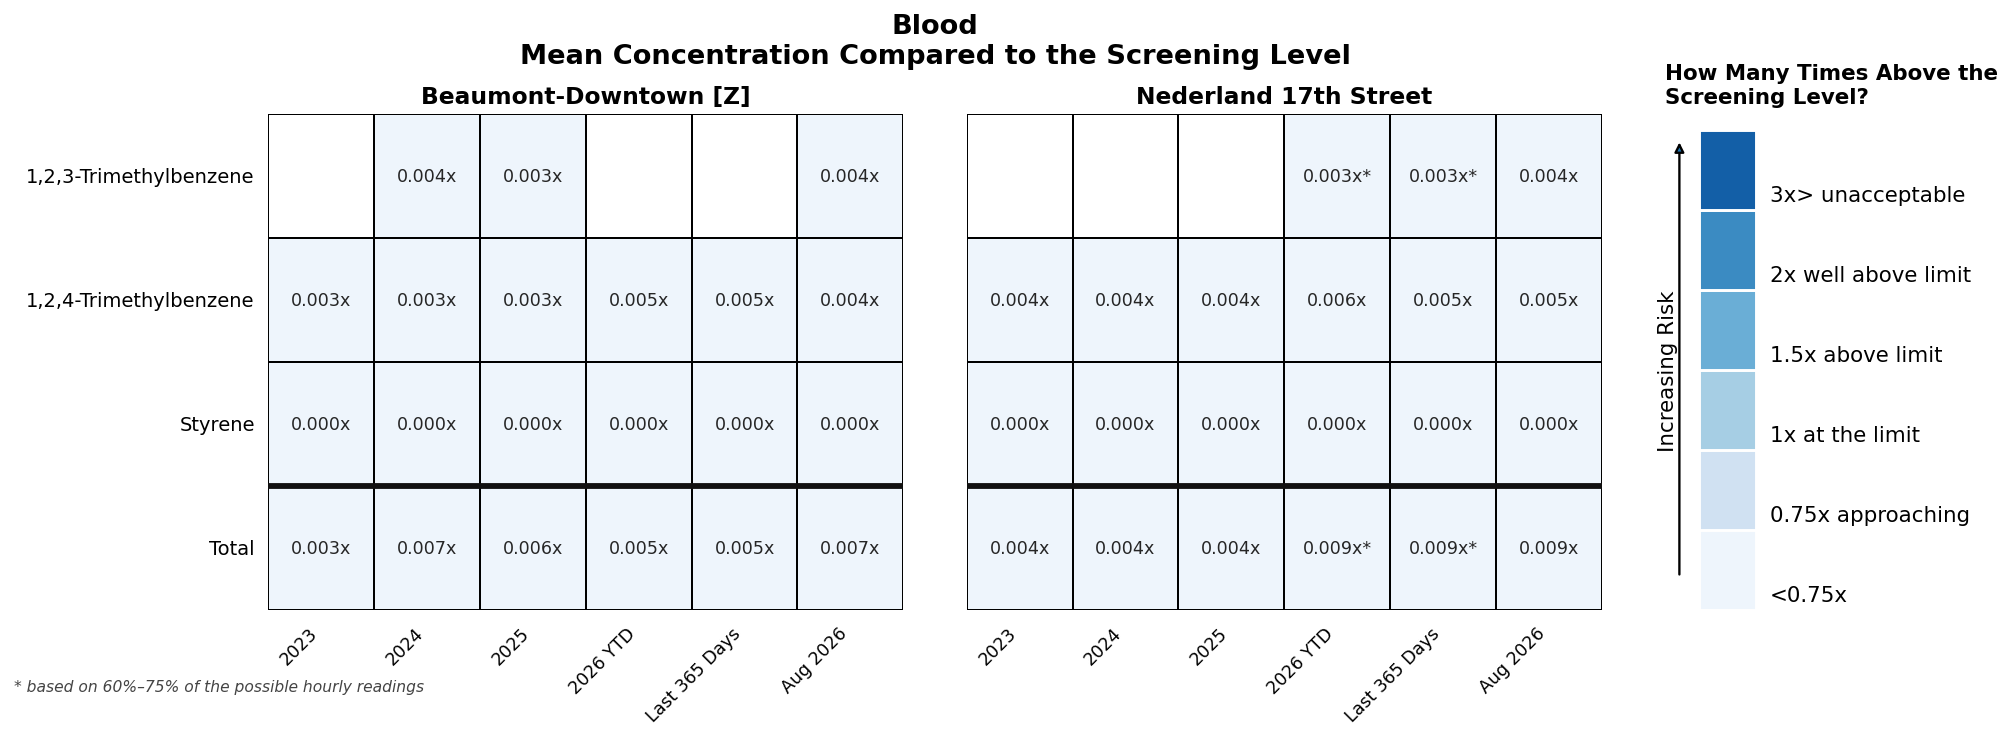 Blood
Mean Concentration Compared to the Screening Level
Beaumont-Downtown [Z]
Nederland 17th Street
How Many Times Above the
Screening Level?
1,2,3-Trimethylbenzene 0.004x 0.003x 0.004x 0.003x* 0.003x* 0.004x
1,2,4-Trimethylbenzene 0.003x 0.003x 0.003x 0.005x 0.005x 0.004x 0.004x 0.004x 0.004x 0.006x 0.005x 0.005x
Styrene 0.000x 0.000x 0.000x 0.000x 0.000x 0.000x 0.000x 0.000x 0.000x 0.000x 0.000x 0.000x
Total 0.003x 0.007x 0.006x 0.005x 0.005x 0.007x 0.004x 0.004x 0.004x 0.009x* 0.009x* 0.009x
2023 2024 2025 2026 YTD Last 365 Days Aug 2026 2023 2024 2025 2026 YTD Last 365 Days Aug 2026
Increasing Risk
3x> unacceptable
2x well above limit
1.5x above limit
1x at the limit
0.75x approaching
<0.75x
* based on 60%–75% of the possible hourly readings